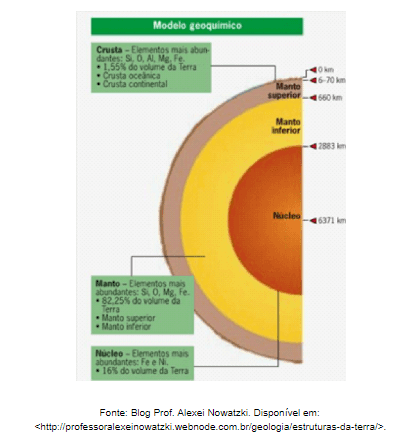 Modelo geoquímico
Crusta – Elementos mais abun-
dantes: Si, O, Al, Mg, Fe.
• 1,55% do volume da Terra
• Crusta oceânica
• Crusta continental
0 km
6-70 km
Manto
superior
660 km
Manto
inferior
2883 km
Núcleo
6371 km
Manto – Elementos mais
abundantes: Si, O, Mg, Fe.
• 82,25% do volume da
Terra
• Manto superior
• Manto inferior
Núcleo – Elementos mais
abundantes: Fe e Ni.
• 16% do volume da Terra
Fonte: Blog Prof. Alexei Nowatzki. Disponível em:
<http://professoralexeinowatzki.webnode.com.br/geologia/estruturas-da-terra/>.